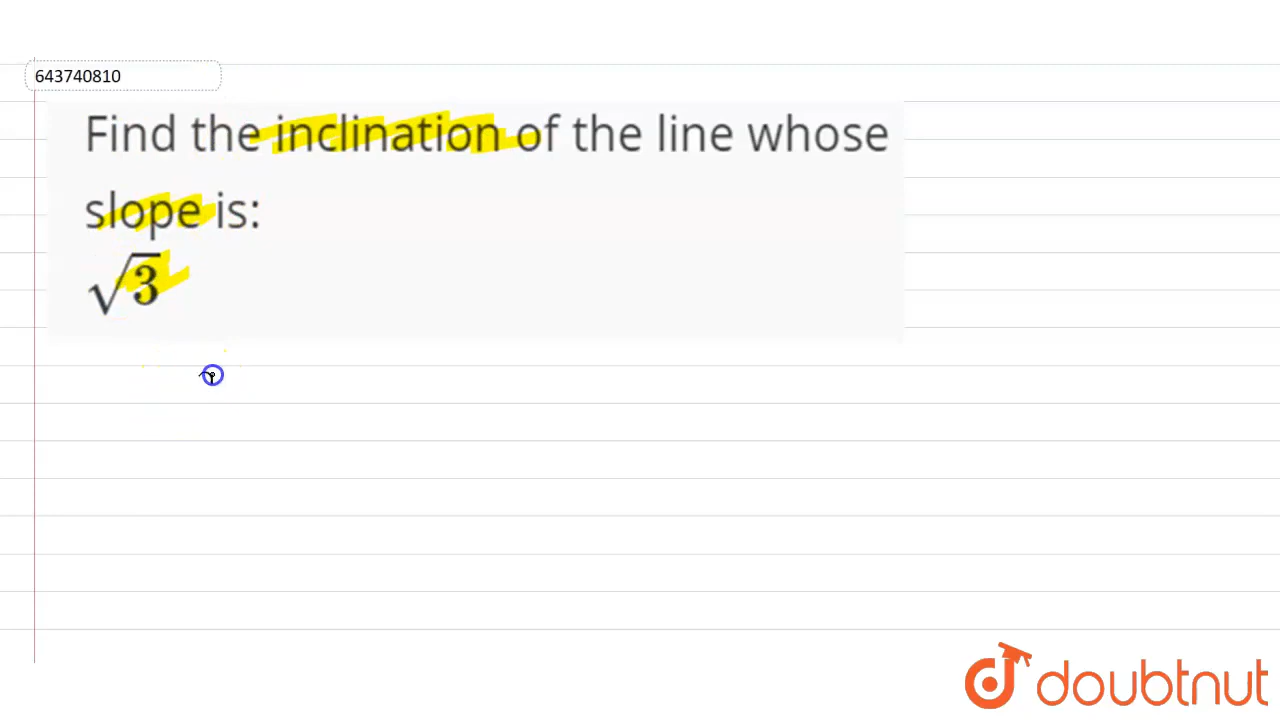 643740810
Find the inclination of the line whose
slope is:
√3
doubtnut